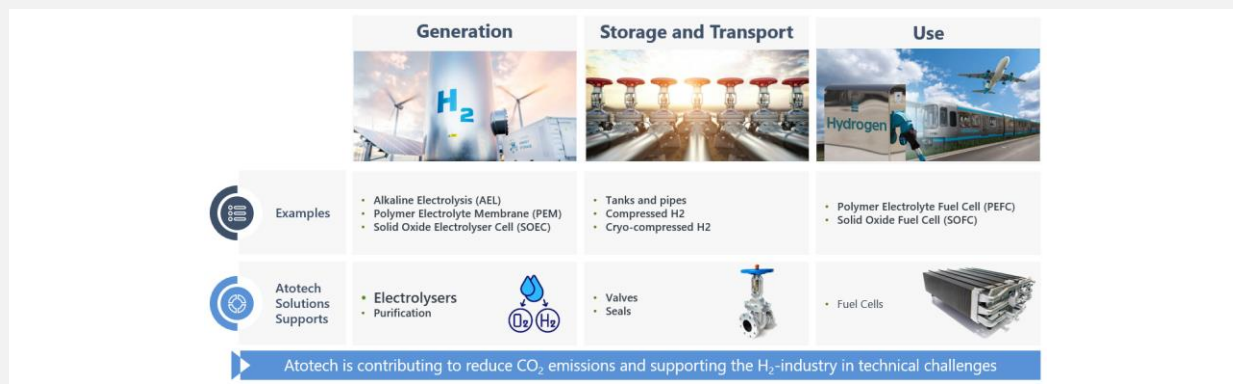 Generation
Storage and Transport
Use
H₂
Hydrogen
Examples
• Alkaline Electrolysis (AEL)
• Polymer Electrolyte Membrane (PEM)
• Solid Oxide Electrolyser Cell (SOEC)
• Tanks and pipes
• Compressed H2
• Cryo-compressed H2
• Polymer Electrolyte Fuel Cell (PEFC)
• Solid Oxide Fuel Cell (SOFC)
Atotech
Solutions
Supports
• Electrolysers
• Purification
O₂ H₂
• Valves
• Seals
• Fuel Cells
Atotech is contributing to reduce CO₂ emissions and supporting the H₂-industry in technical challenges